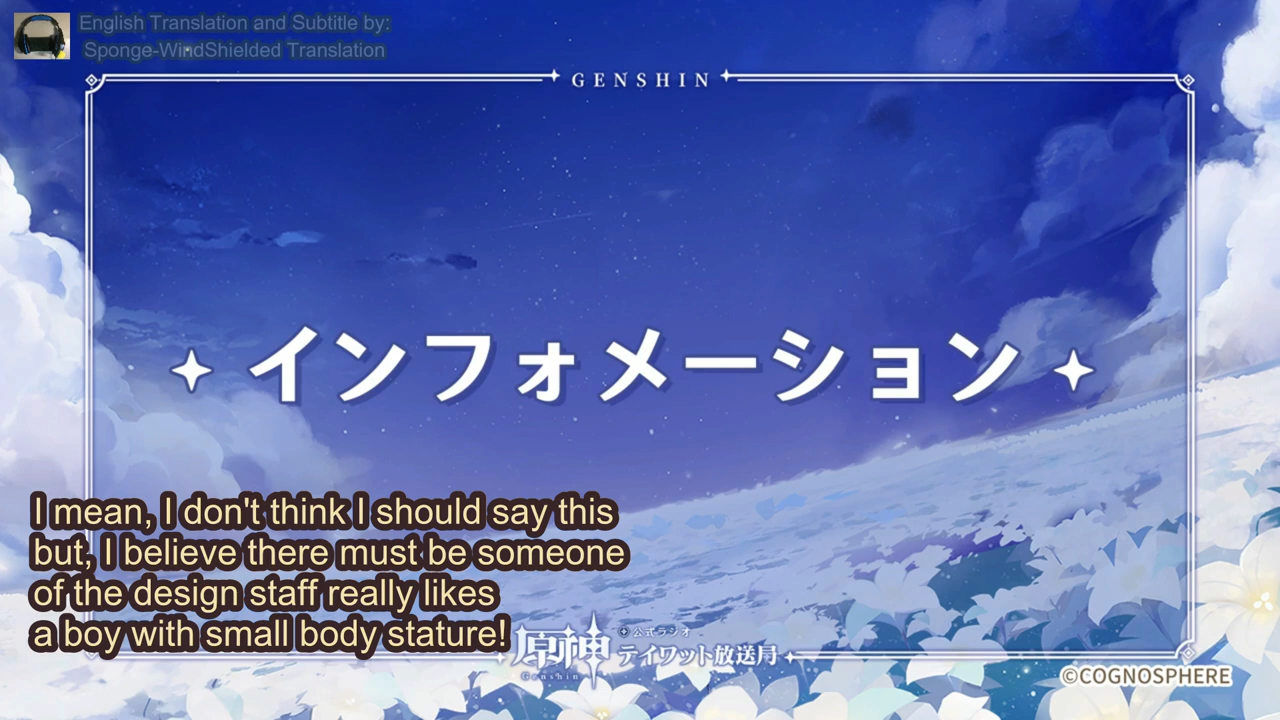 English Translation and Subtitle by:
Sponge-WindShielded Translation
GENSHIN
インフォメーション
I mean, I don't think I should say this
but, I believe there must be someone
of the design staff really likes
a boy with small body stature!
原神
Genshin
公式ラジオ
テイワット放送局
©COGNOSPHERE